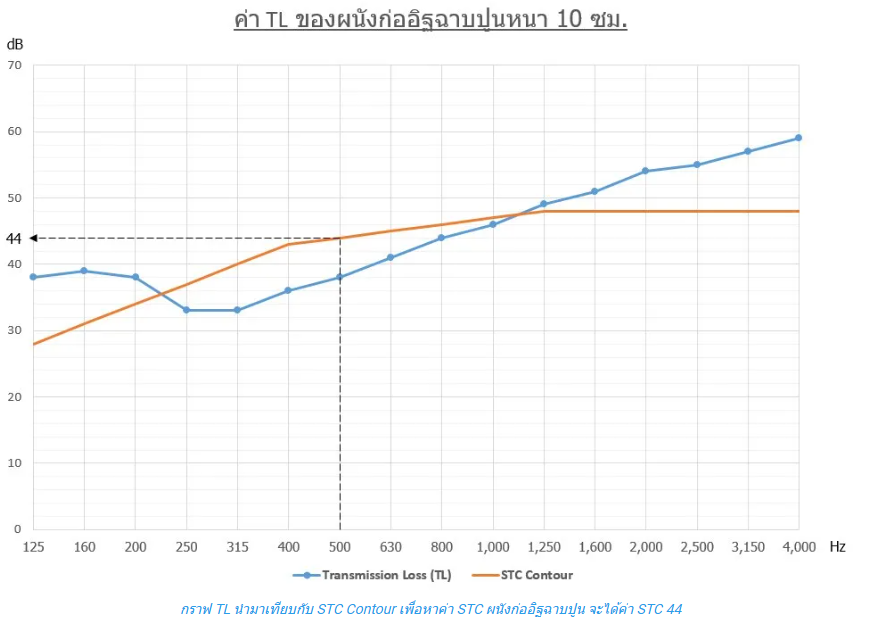 ค่า TL ของผนังก่ออิฐฉาบปูนหนา 10 ซม.
dB
70
60
50
44
40
30
20
10
0
125 160 200 250 315 400 500 630 800 1,000 1,250 1,600 2,000 2,500 3,150 4,000 Hz
Transmission Loss (TL) STC Contour
กราฟ TL นำมาเทียบกับ STC Contour เพื่อหาค่า STC ผนังก่ออิฐฉาบปูน จะได้ค่า STC 44